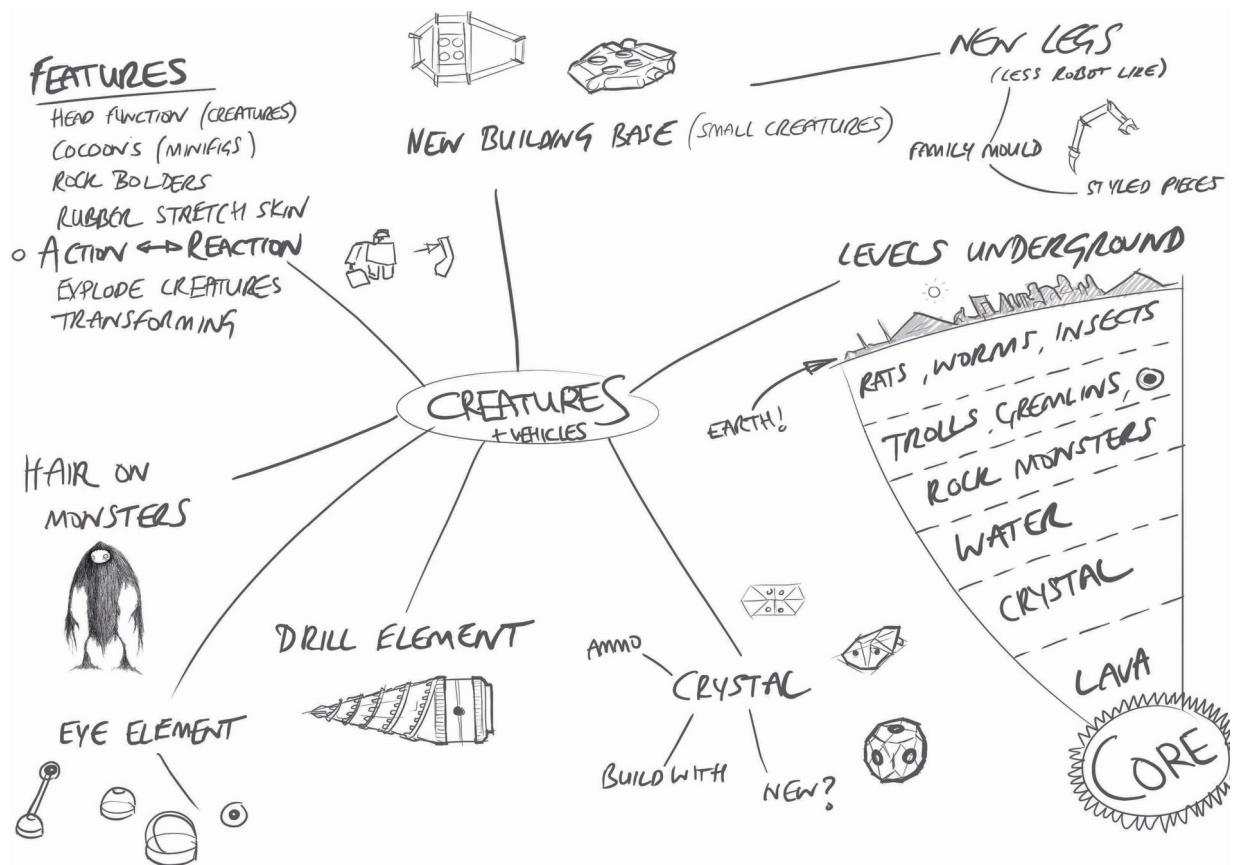 FEATURES
HEAD FUNCTION (CREATURES)
COCOONS (MINIFIGS)
ROCK BOLDERS
RUBBER STRETCH SKIN
ACTION ↔ REACTION
EXPLODE CREATURES
TRANSFORMING
NEW BUILDING BASE (SMALL CREATURES)
NEW LEGS
(LESS ROBOT LIKE)
FAMILY MOULD
STYLED PIECES
LEVELS UNDERGROUND
EARTH!
RATS, WORMS, INSECTS
TROLLS, GREMLINS,
ROCK MONSTERS
WATER
CRYSTAL
LAVA
CORE
CREATURES
+ VEHICLES
HAIR ON
MONSTERS
EYE ELEMENT
DRILL ELEMENT
AMMO
CRYSTAL
BUILD WITH
NEW?